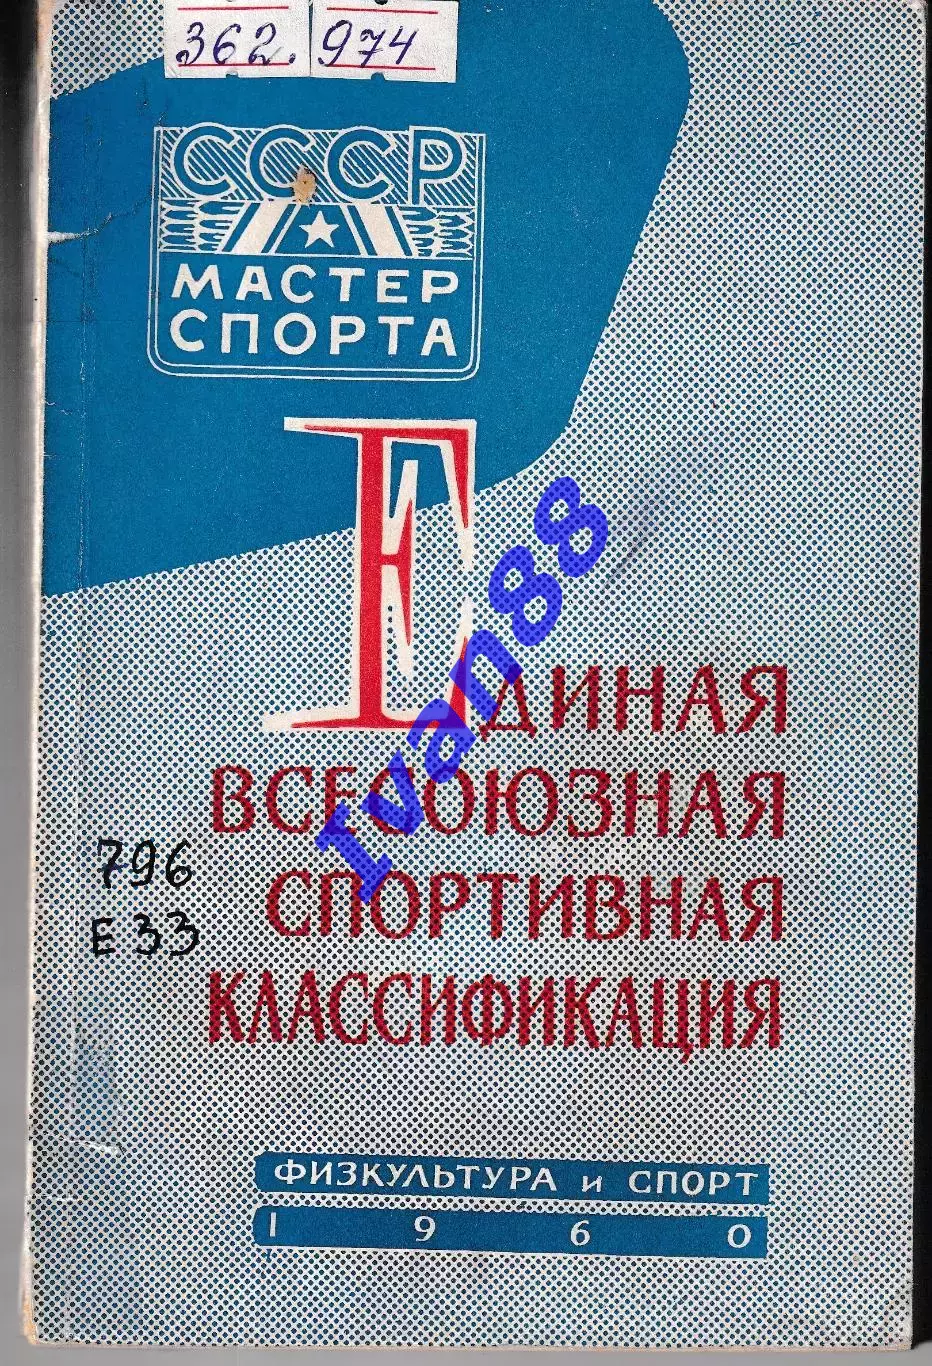 362. 974
СССР
МАСТЕР
СПОРТА
ЕДИНАЯ
ВСЕСОЮЗНАЯ
СПОРТИВНАЯ
КЛАССИФИКАЦИЯ
Ivan88
796
Е33
ФИЗКУЛЬТУРА и СПОРТ
1960